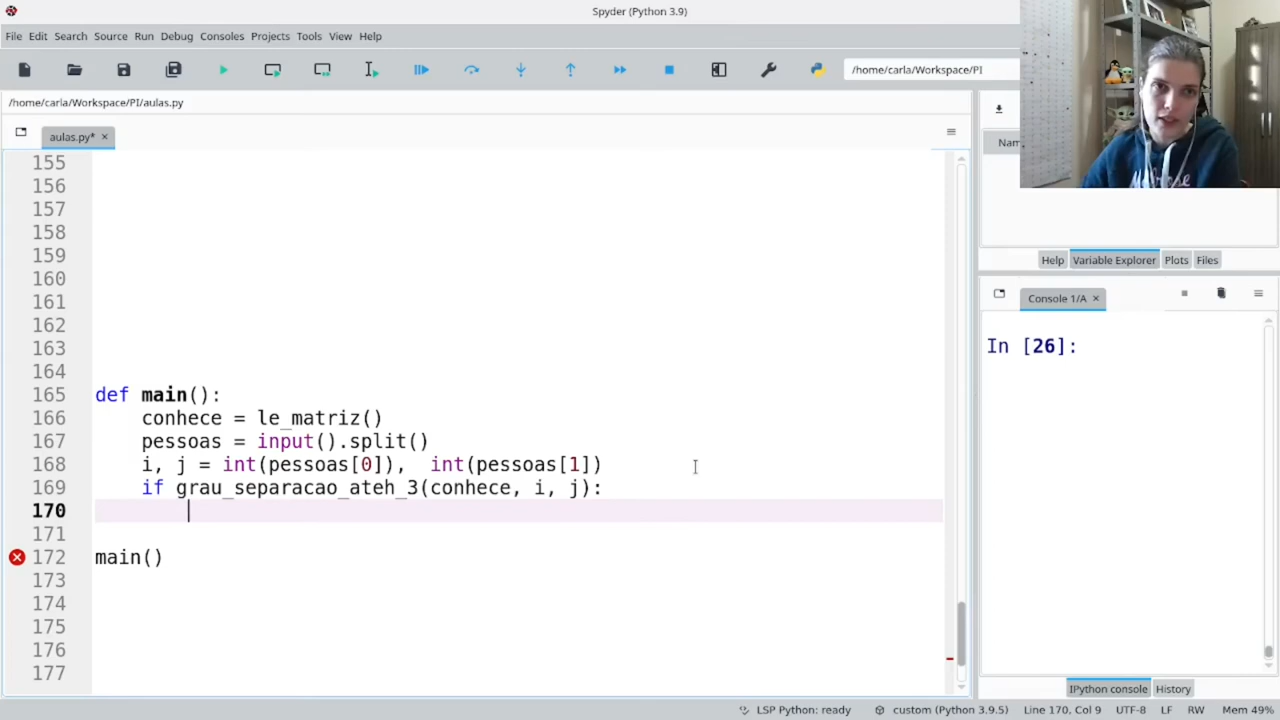 Spyder (Python 3.9)
File Edit Search Source Run Debug Consoles Projects Tools View Help
/home/carla/Workspace/PI
/home/carla/Workspace/PI/aulas.py
aulas.py*
Nam
155
156
157
158
159
160
161
162
163
164
165 def main():
166 conhece = le_matriz()
167 pessoas = input().split()
168 i, j = int(pessoas[0]), int(pessoas[1])
169 if grau_separacao_ateh_3(conhece, i, j):
170
171
172 main()
173
174
175
176
177
Help Variable Explorer Plots Files
Console 1/A
In [26]:
IPython console History
LSP Python: ready custom (Python 3.9.5) Line 170, Col 9 UTF-8 LF RW Mem 49%